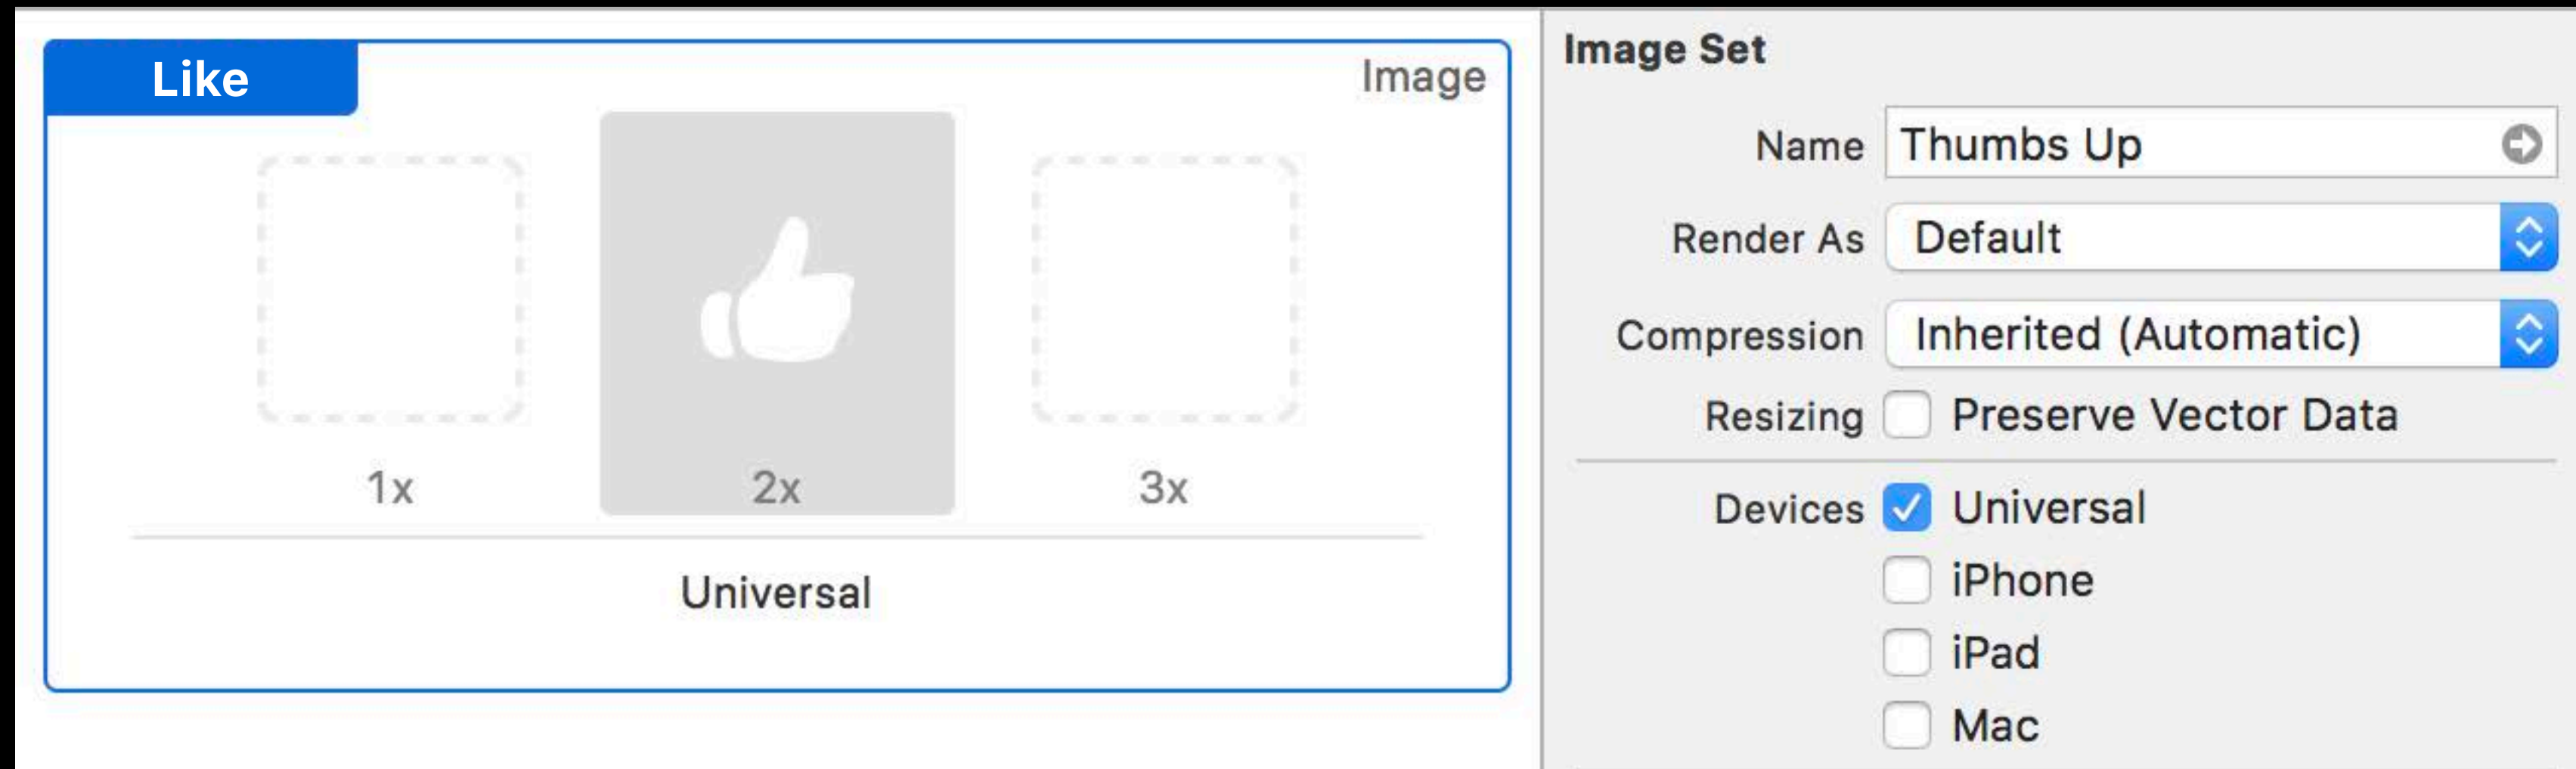 Like
Image
1x
2x
3x
Universal
Image Set
Name Thumbs Up
Render As Default
Compression Inherited (Automatic)
Resizing Preserve Vector Data
Devices Universal
iPhone
iPad
Mac